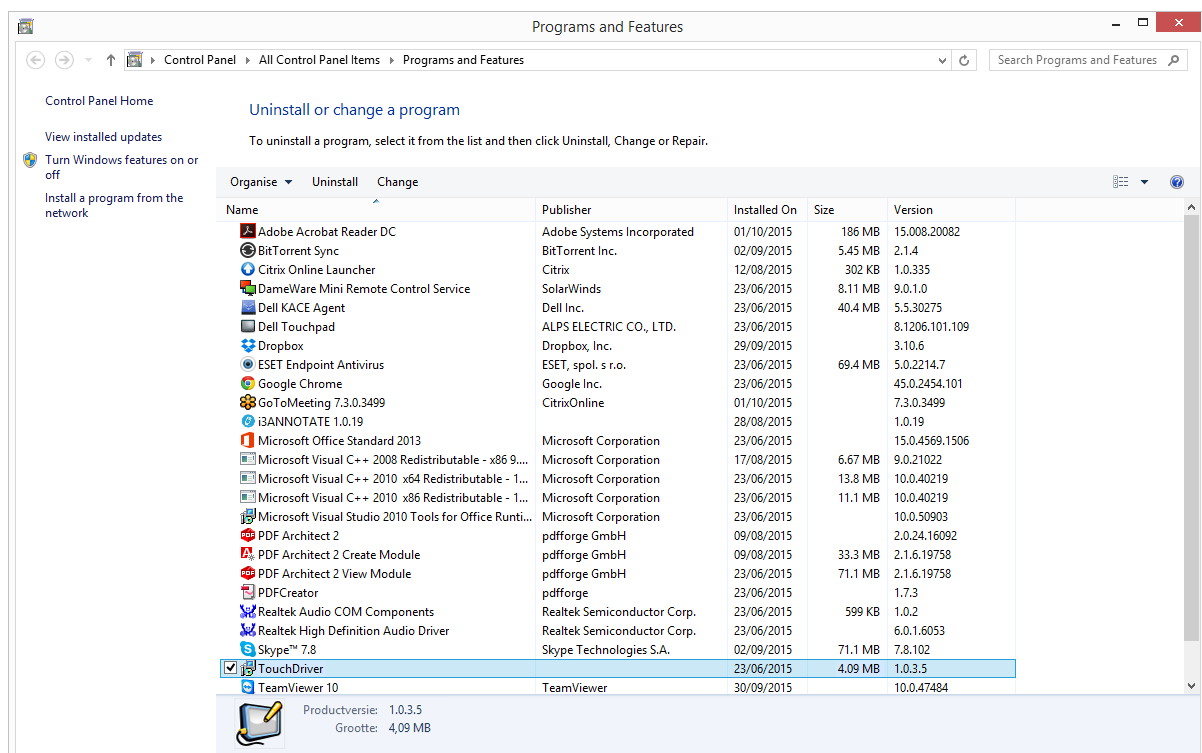 Programs and Features
Control Panel All Control Panel Items Programs and Features
Search Programs and Features
Control Panel Home
View installed updates
Turn Windows features on or
off
Install a program from the
network
Uninstall or change a program
To uninstall a program, select it from the list and then click Uninstall, Change or Repair.
Organise Uninstall Change
Name Publisher Installed On Size Version
Adobe Acrobat Reader DC Adobe Systems Incorporated 01/10/2015 186 MB 15.008.20082
BitTorrent Sync BitTorrent Inc. 02/09/2015 5.45 MB 2.1.4
Citrix Online Launcher Citrix 12/08/2015 302 KB 1.0.335
DameWare Mini Remote Control Service SolarWinds 23/06/2015 8.11 MB 9.0.1.0
Dell KACE Agent Dell Inc. 23/06/2015 40.4 MB 5.5.30275
Dell Touchpad ALPS ELECTRIC CO., LTD. 23/06/2015 8.1206.101.109
Dropbox Dropbox, Inc. 29/09/2015 3.10.6
ESET Endpoint Antivirus ESET, spol. s r.o. 23/06/2015 69.4 MB 5.0.2214.7
Google Chrome Google Inc. 23/06/2015 45.0.2454.101
GoToMeeting 7.3.0.3499 CitrixOnline 01/10/2015 7.3.0.3499
i3ANNOTATE 1.0.19 28/08/2015 1.0.19
Microsoft Office Standard 2013 Microsoft Corporation 23/06/2015 15.0.4569.1506
Microsoft Visual C++ 2008 Redistributable - x86 9.... Microsoft Corporation 17/08/2015 6.67 MB 9.0.21022
Microsoft Visual C++ 2010 x64 Redistributable - 1... Microsoft Corporation 23/06/2015 13.8 MB 10.0.40219
Microsoft Visual C++ 2010 x86 Redistributable - 1... Microsoft Corporation 23/06/2015 11.1 MB 10.0.40219
Microsoft Visual Studio 2010 Tools for Office Runti... Microsoft Corporation 23/06/2015 10.0.50903
PDF Architect 2 pdfforge GmbH 09/08/2015 2.0.24.16092
PDF Architect 2 Create Module pdfforge GmbH 09/08/2015 33.3 MB 2.1.6.19758
PDF Architect 2 View Module pdfforge GmbH 23/06/2015 71.1 MB 2.1.6.19758
PDFCreator pdfforge 23/06/2015 1.7.3
Realtek Audio COM Components Realtek Semiconductor Corp. 23/06/2015 599 KB 1.0.2
Realtek High Definition Audio Driver Realtek Semiconductor Corp. 23/06/2015 6.0.1.6053
Skype™ 7.8 Skype Technologies S.A. 02/09/2015 71.1 MB 7.8.102
TouchDriver 23/06/2015 4.09 MB 1.0.3.5
TeamViewer 10 TeamViewer 30/09/2015 10.0.47484
Productversie: 1.0.3.5
Grootte: 4,09 MB